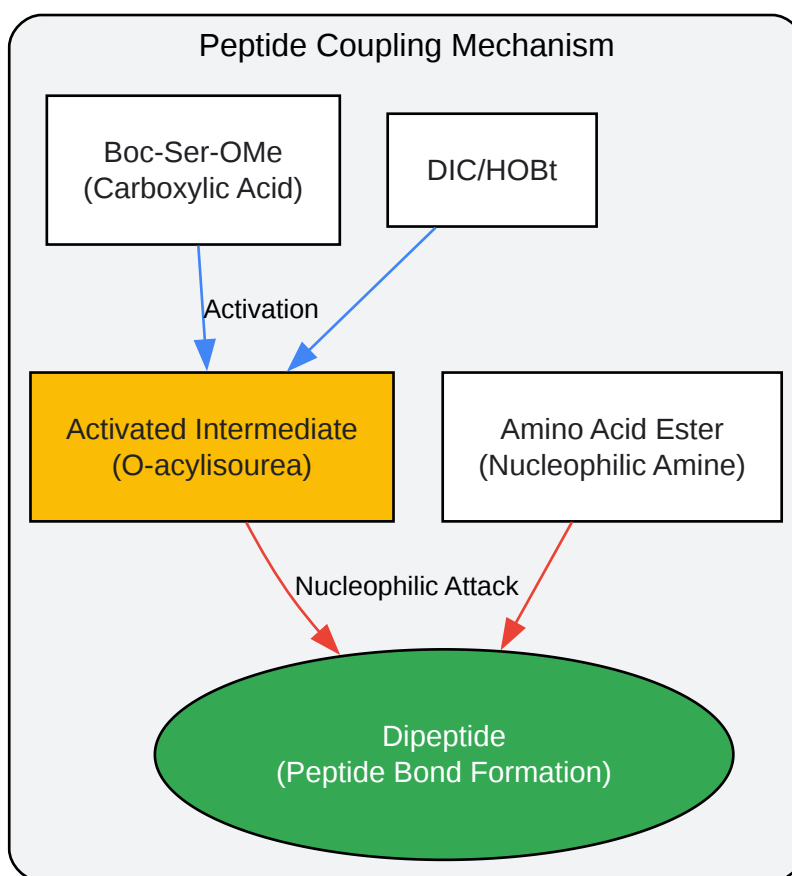 Peptide Coupling Mechanism
Boc-Ser-OMe
(Carboxylic Acid)
DIC/HOBt
Activation
Activated Intermediate
(O-acylisourea)
Amino Acid Ester
(Nucleophilic Amine)
Nucleophilic Attack
Dipeptide
(Peptide Bond Formation)